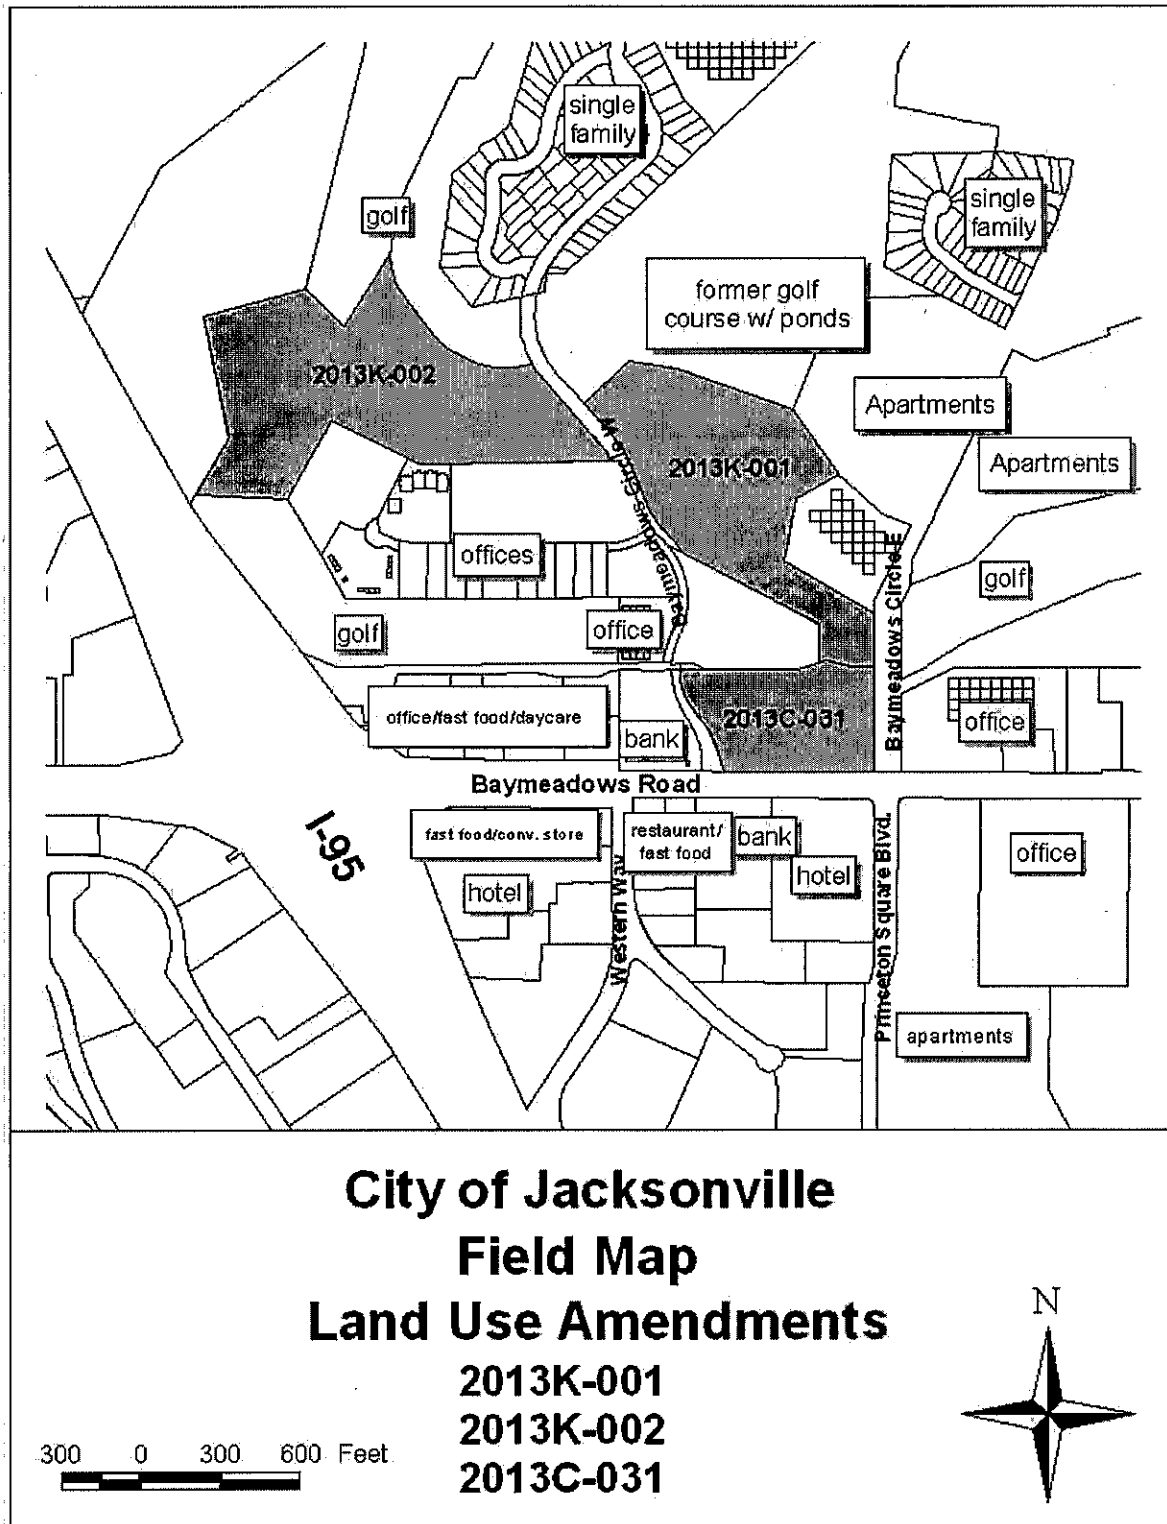 single
family
golf
single
family
former golf
course w/ ponds
2013K-002
Apartments
Baymeadows Circle W
2013K-001
Apartments
offices
Baymeadows Circle E
golf
office
golf
office/fast food/daycare
2013C-031
office
bank
Baymeadows Road
I-95
fast food/conv. store
restaurant/
fast food
bank
hotel
office
hotel
Western Way
Princeton Square Blvd.
apartments
City of Jacksonville
Field Map
Land Use Amendments
2013K-001
2013K-002
2013C-031
N
300 0 300 600 Feet